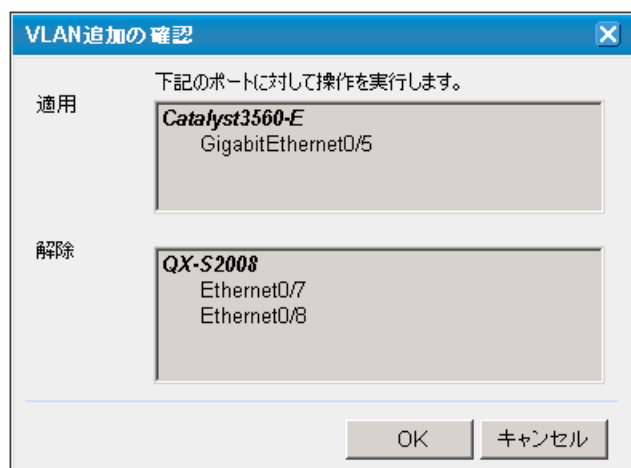 VLAN追加の確認
下記のポートに対して操作を実行します。
適用
Catalyst3560-E
GigabitEthernet0/5
解除
QX-S2008
Ethernet0/7
Ethernet0/8
OK
キャンセル